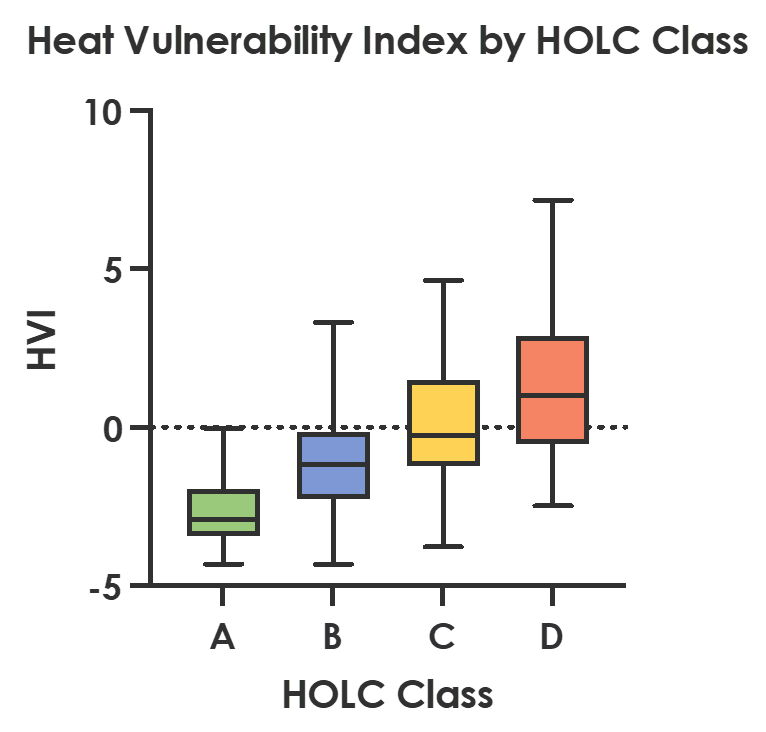 Heat Vulnerability Index by HOLC Class
10
5
0
-5
HVI
A B C D
HOLC Class